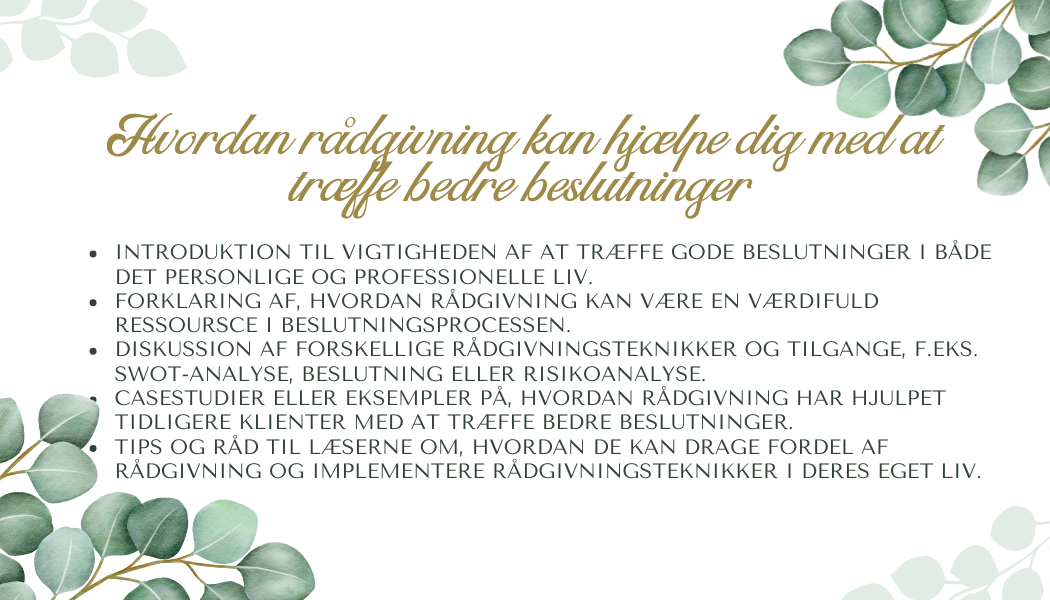 Hvordan rådgivning kan hjælpe dig med at
træffe bedre beslutninger
• INTRODUKTION TIL VIGTIGHEDEN AF AT TRÆFFE GODE BESLUTNINGER I BÅDE
DET PERSONLIGE OG PROFESSIONELLE LIV.
• FORKLARING AF, HVORDAN RÅDGIVNING KAN VÆRE EN VÆRDIFULD
RESSOURSCE I BESLUTNINGSPROCESSEN.
• DISKUSSION AF FORSKELLIGE RÅDGIVNINGSTEKNIKKER OG TILGANGE, F.EKS.
SWOT-ANALYSE, BESLUTNING ELLER RISIKOANALYSE.
• CASESTUDIER ELLER EKSEMPLER PÅ, HVORDAN RÅDGIVNING HAR HJULPET
TIDLIGERE KLIENTER MED AT TRÆFFE BEDRE BESLUTNINGER.
• TIPS OG RÅD TIL LÆSERNE OM, HVORDAN DE KAN DRAGE FORDEL AF
RÅDGIVNING OG IMPLEMENTERE RÅDGIVNINGSTEKNIKKER I DERES EGET LIV.